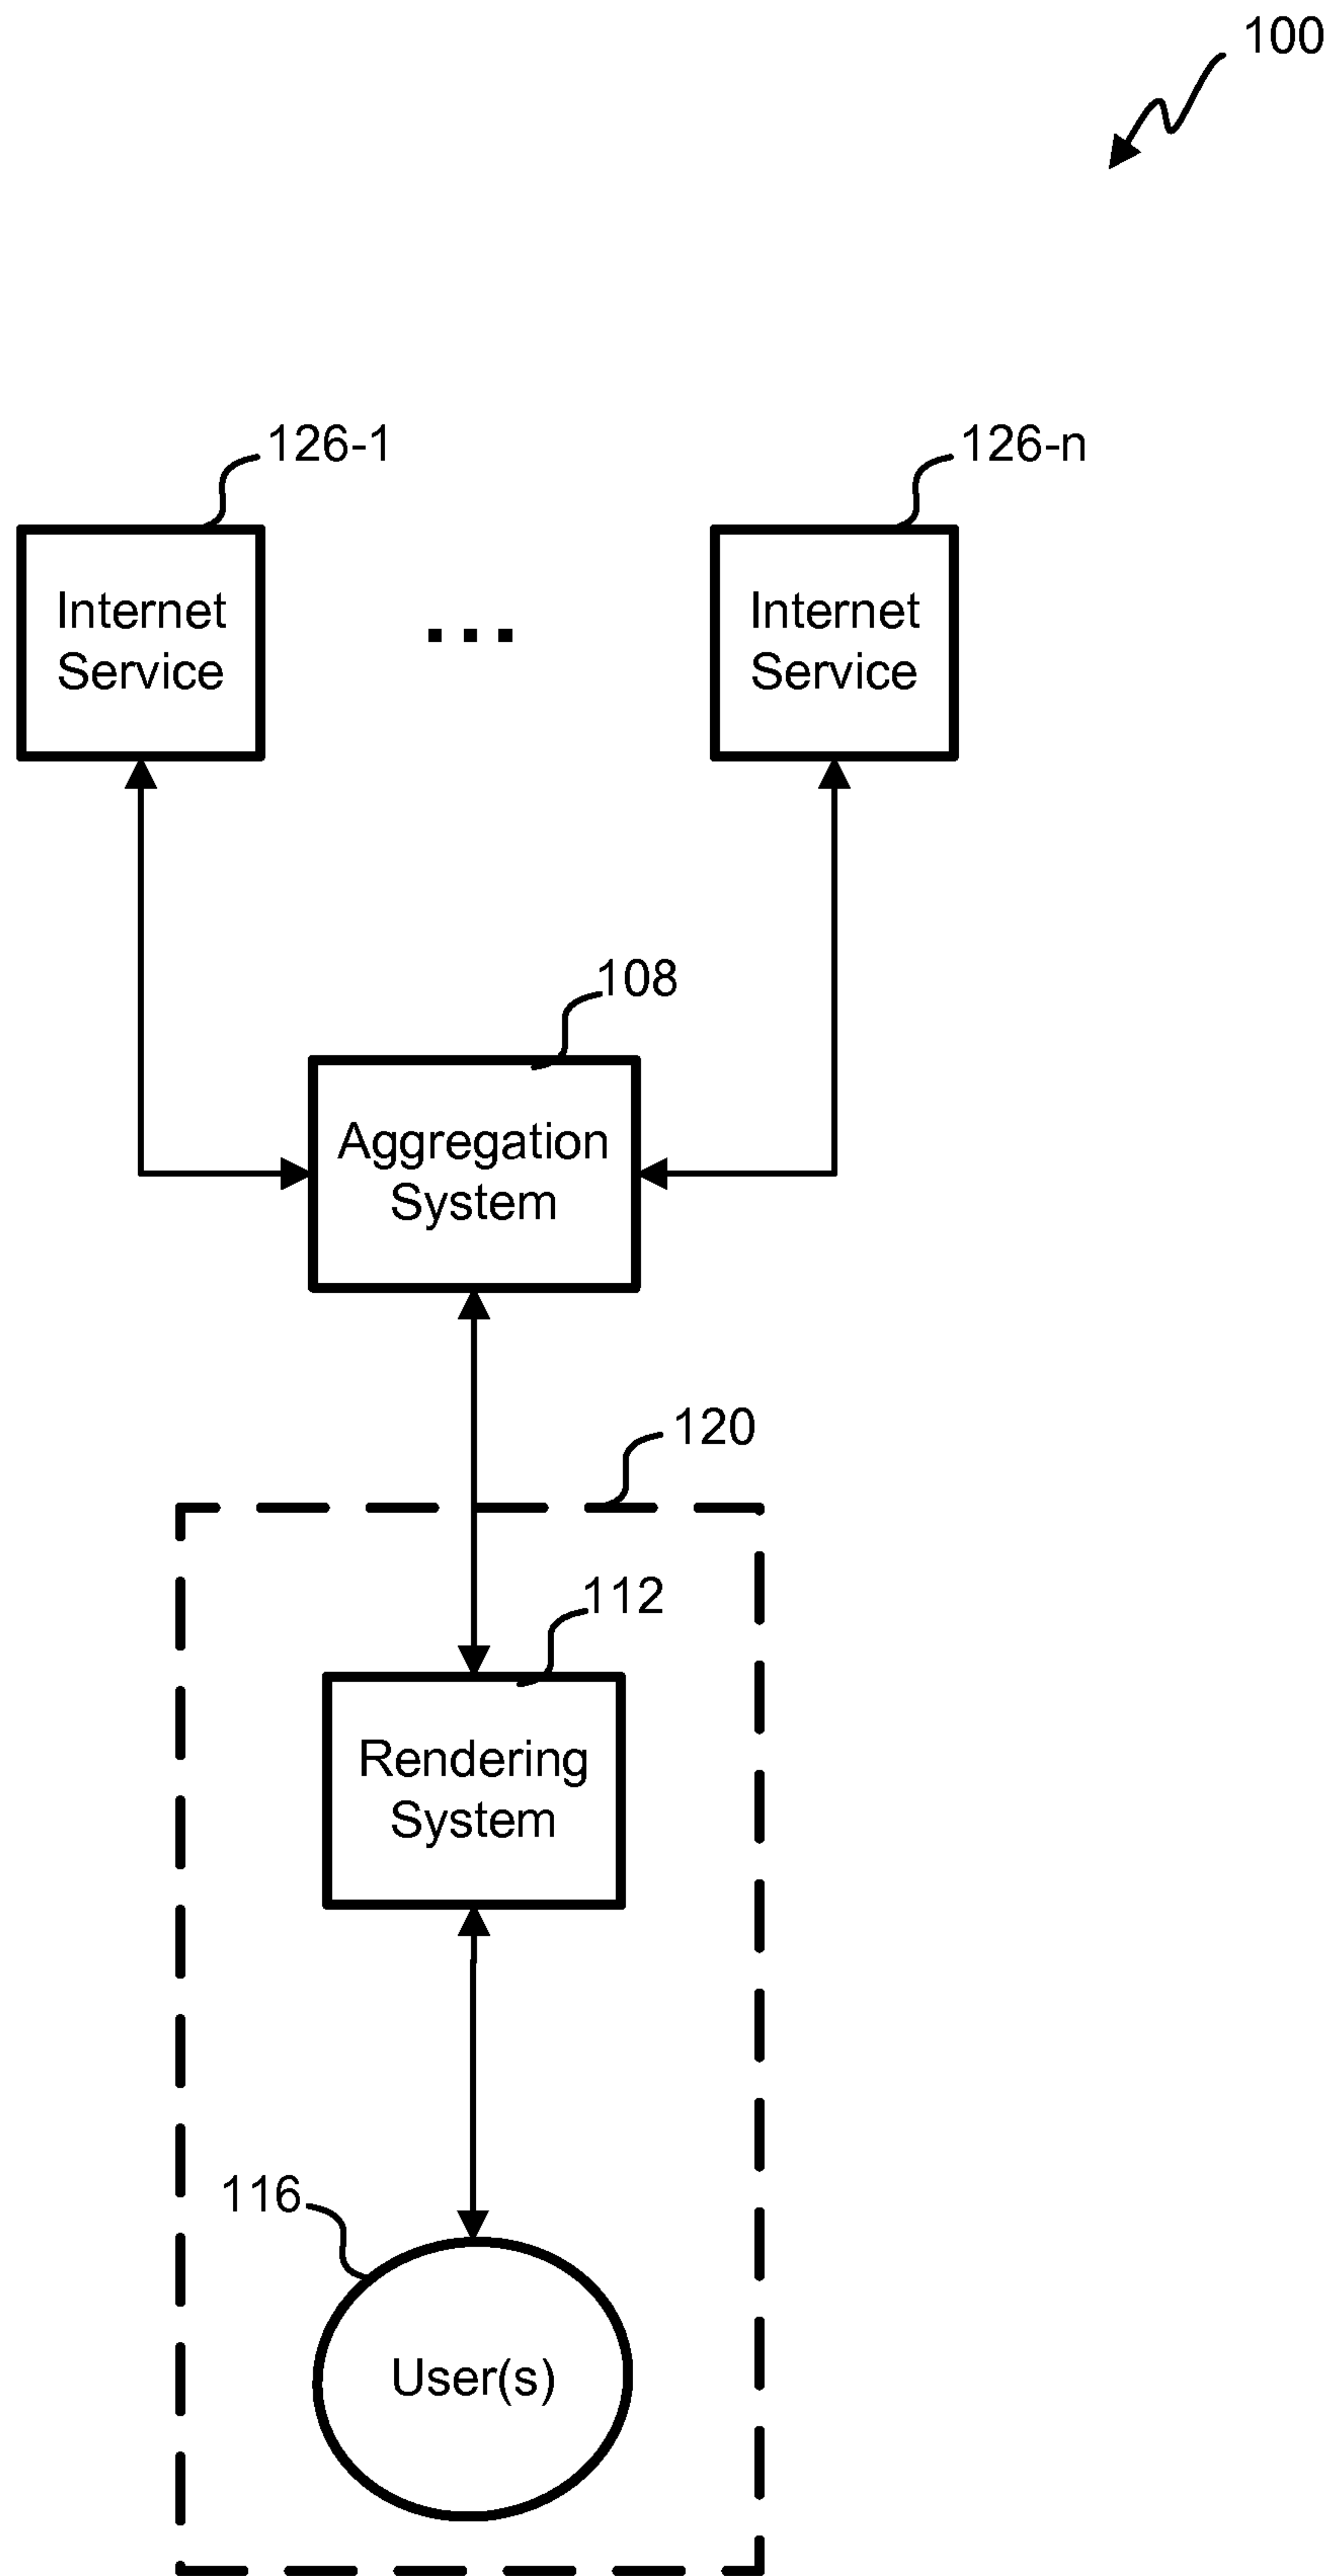 100
126-1
126-n
Internet
Service
...
Internet
Service
108
Aggregation
System
120
112
Rendering
System
116
User(s)